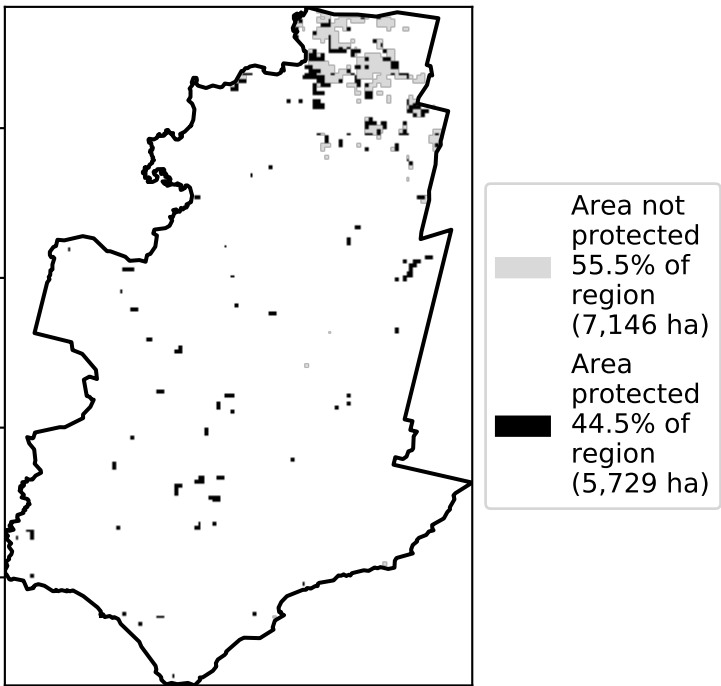 Area not
protected
55.5% of
region
(7,146 ha)
Area
protected
44.5% of
region
(5,729 ha)